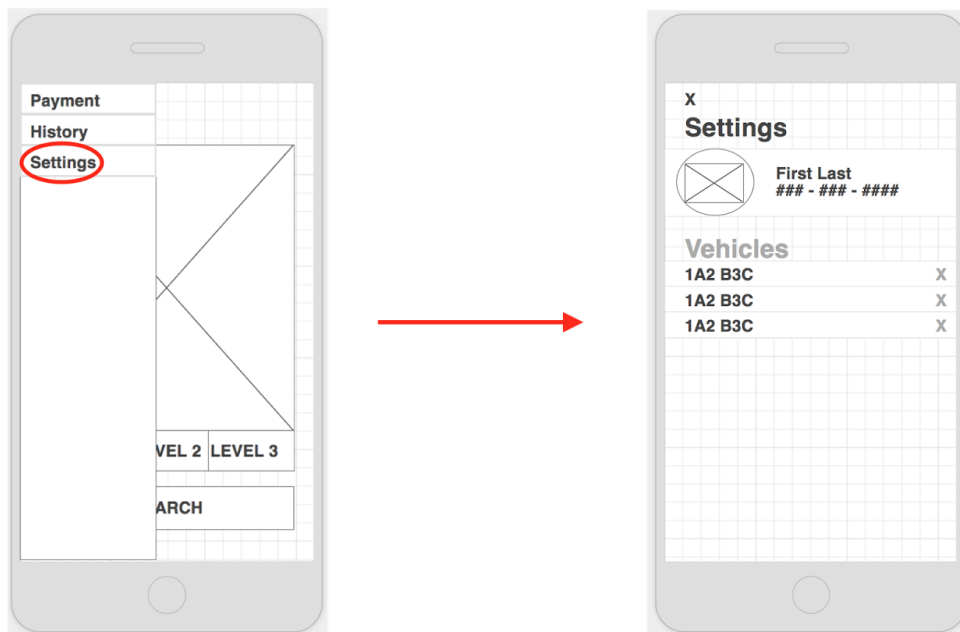 Payment
History
Settings
VEL 2
LEVEL 3
ARCH
X
Settings
First Last
### - ### - ####
Vehicles
1A2 B3C X
1A2 B3C X
1A2 B3C X